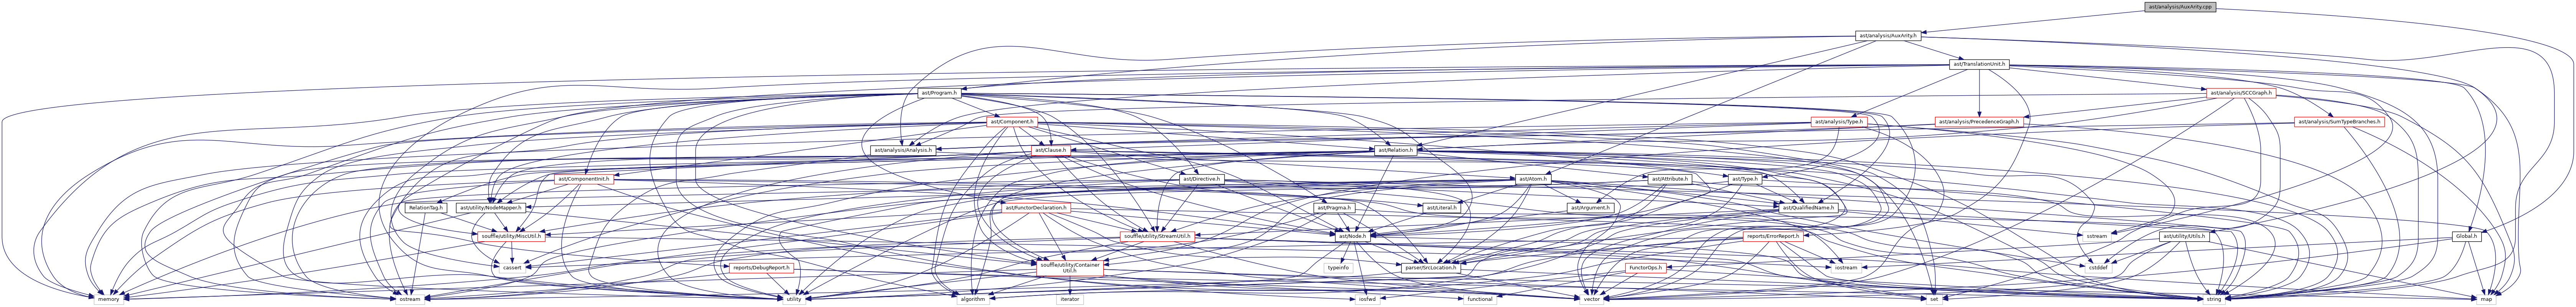 ast/analysis/AuxArity.cpp
ast/analysis/AuxArity.h
ast/TranslationUnit.h
ast/Program.h
ast/analysis/SCCGraph.h
ast/Component.h
ast/analysis/Type.h
ast/analysis/PrecedenceGraph.h
ast/analysis/SumTypeBranches.h
ast/analysis/Analysis.h
ast/Clause.h
ast/Relation.h
ast/ComponentInit.h
ast/Directive.h
ast/Atom.h
ast/Attribute.h
ast/Type.h
RelationTag.h
ast/utility/NodeMapper.h
ast/FunctorDeclaration.h
ast/Pragma.h
ast/Literal.h
ast/Argument.h
ast/QualifiedName.h
souffle/utility/MiscUtil.h
souffle/utility/StreamUtil.h
ast/Node.h
reports/ErrorReport.h
sstream
ast/utility/Utils.h
Global.h
cassert
reports/DebugReport.h
souffle/utility/Container
Util.h
typeinfo
parser/SrcLocation.h
FunctorOps.h
iostream
cstddef
memory
ostream
utility
algorithm
iterator
iosfwd
functional
vector
set
string
map